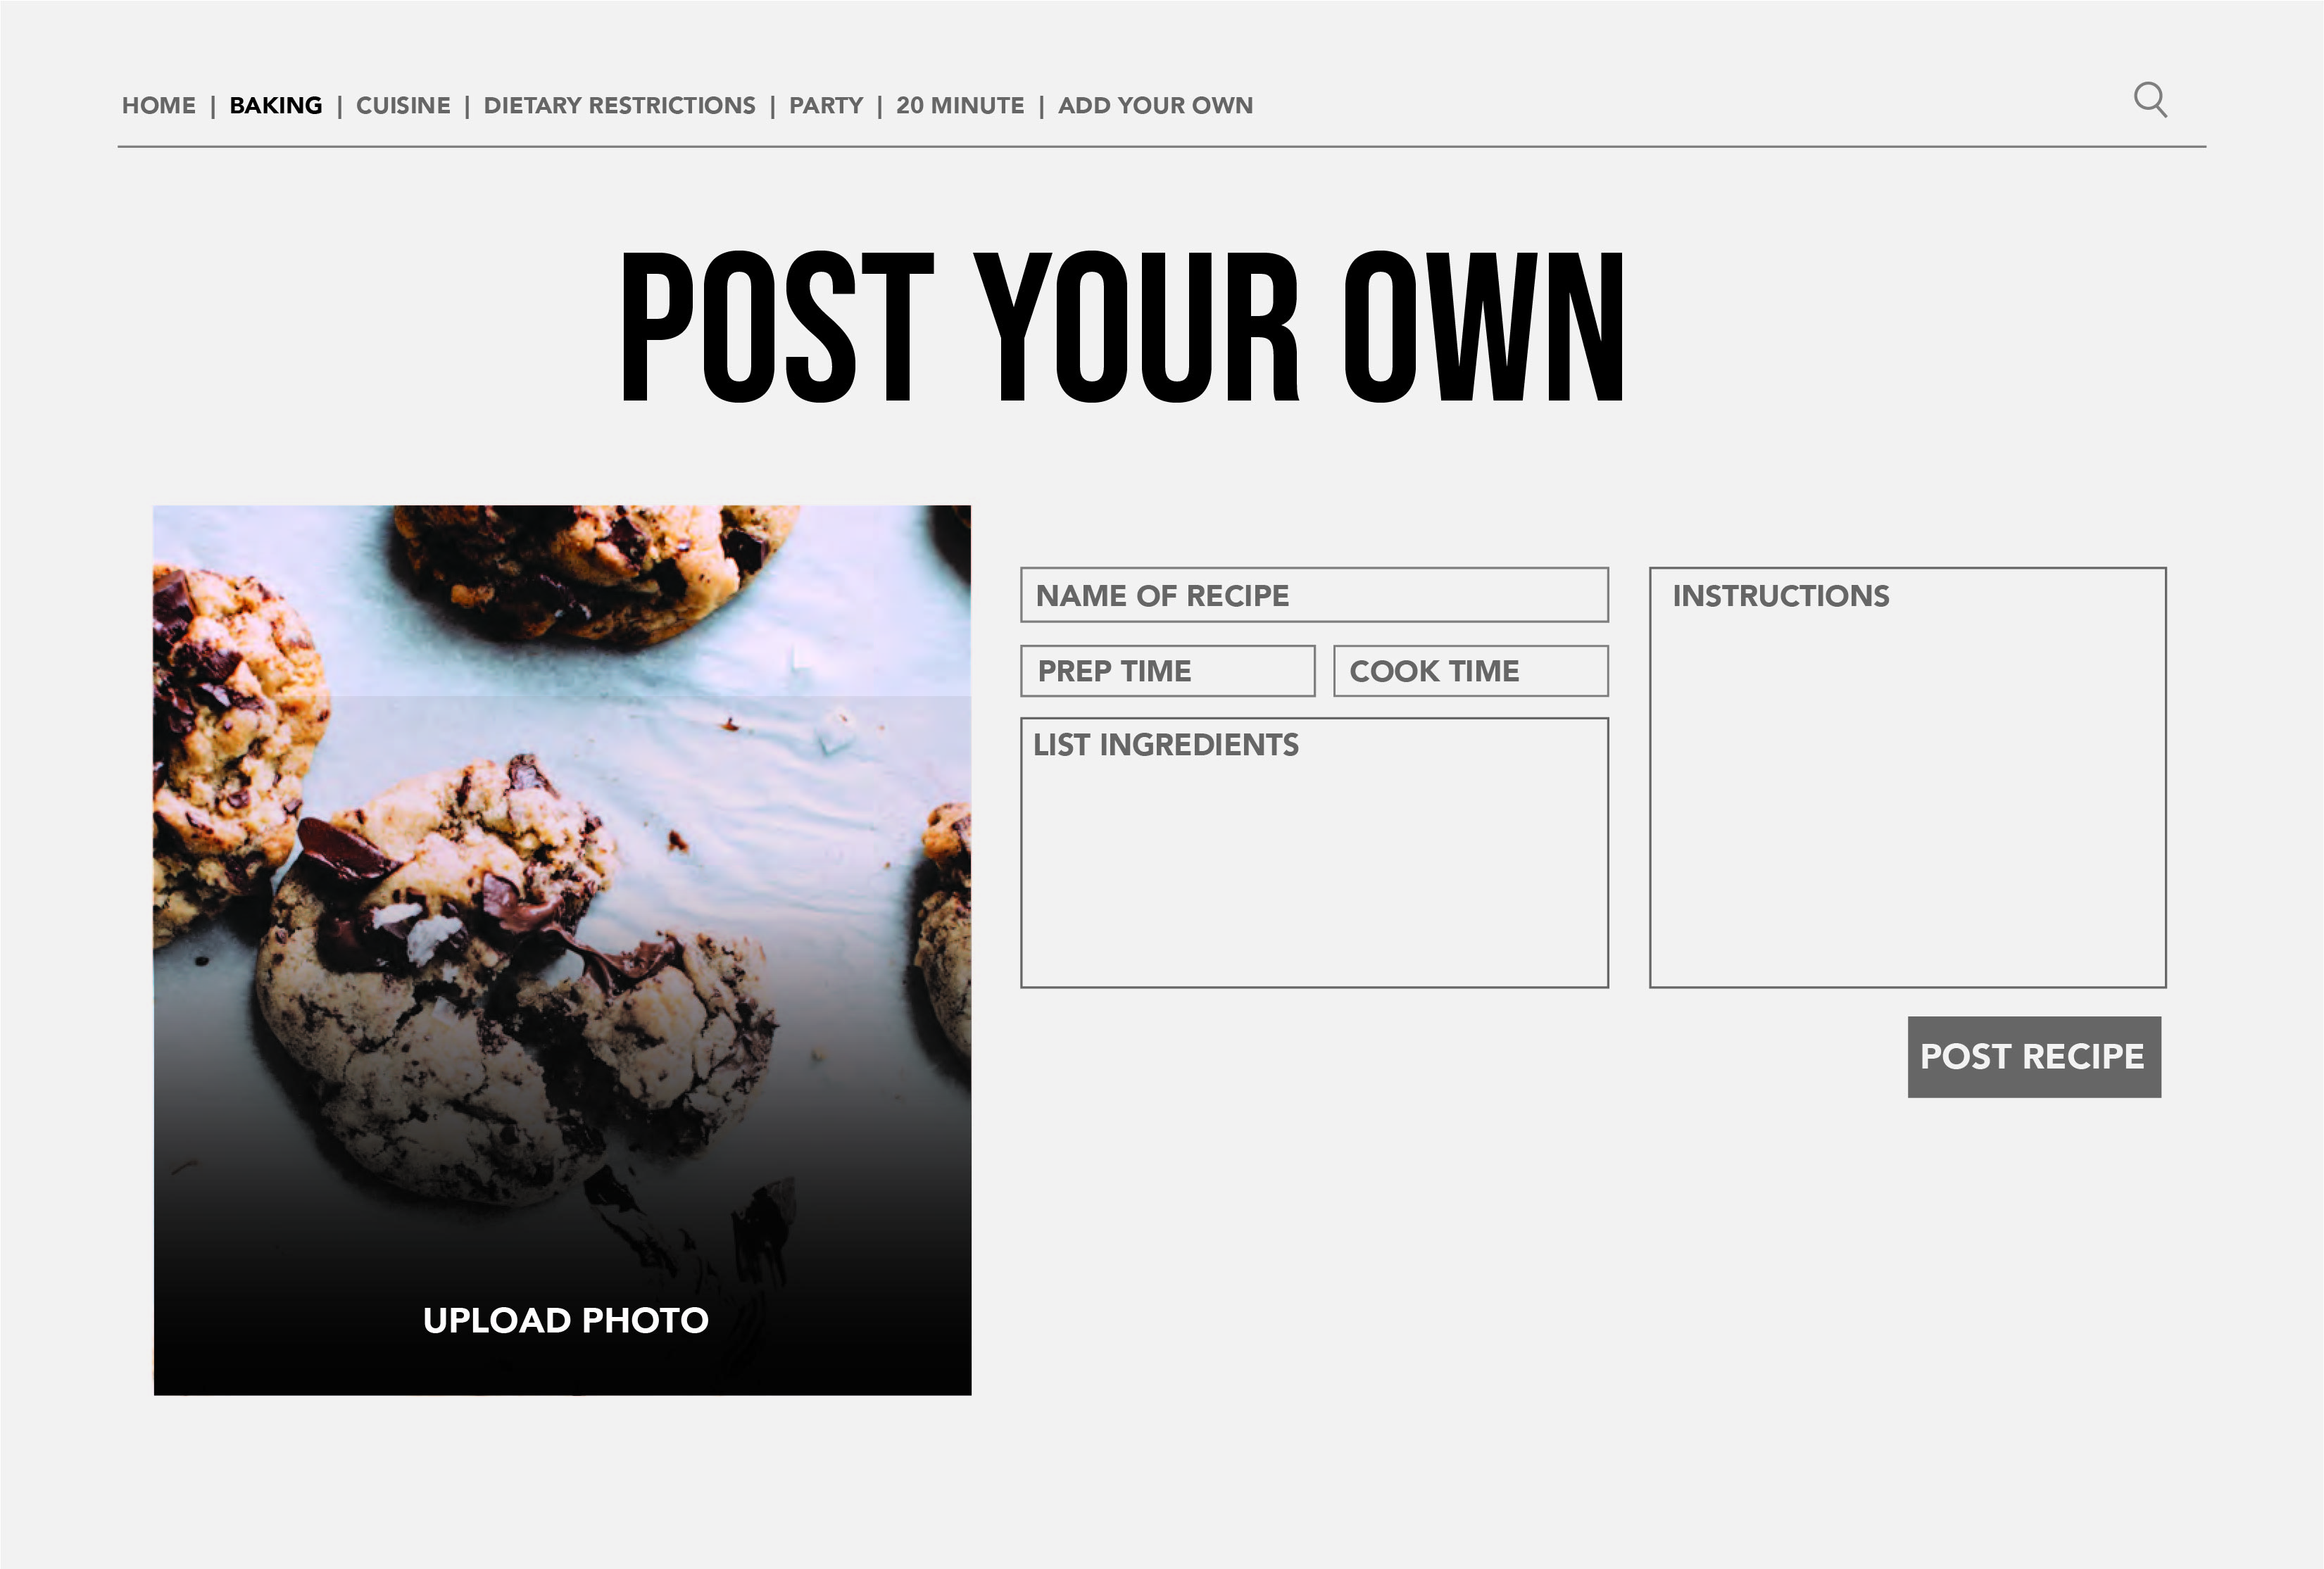 HOME | BAKING | CUISINE | DIETARY RESTRICTIONS | PARTY | 20 MINUTE | ADD YOUR OWN
POST YOUR OWN
NAME OF RECIPE
PREP TIME
COOK TIME
LIST INGREDIENTS
INSTRUCTIONS
POST RECIPE
UPLOAD PHOTO